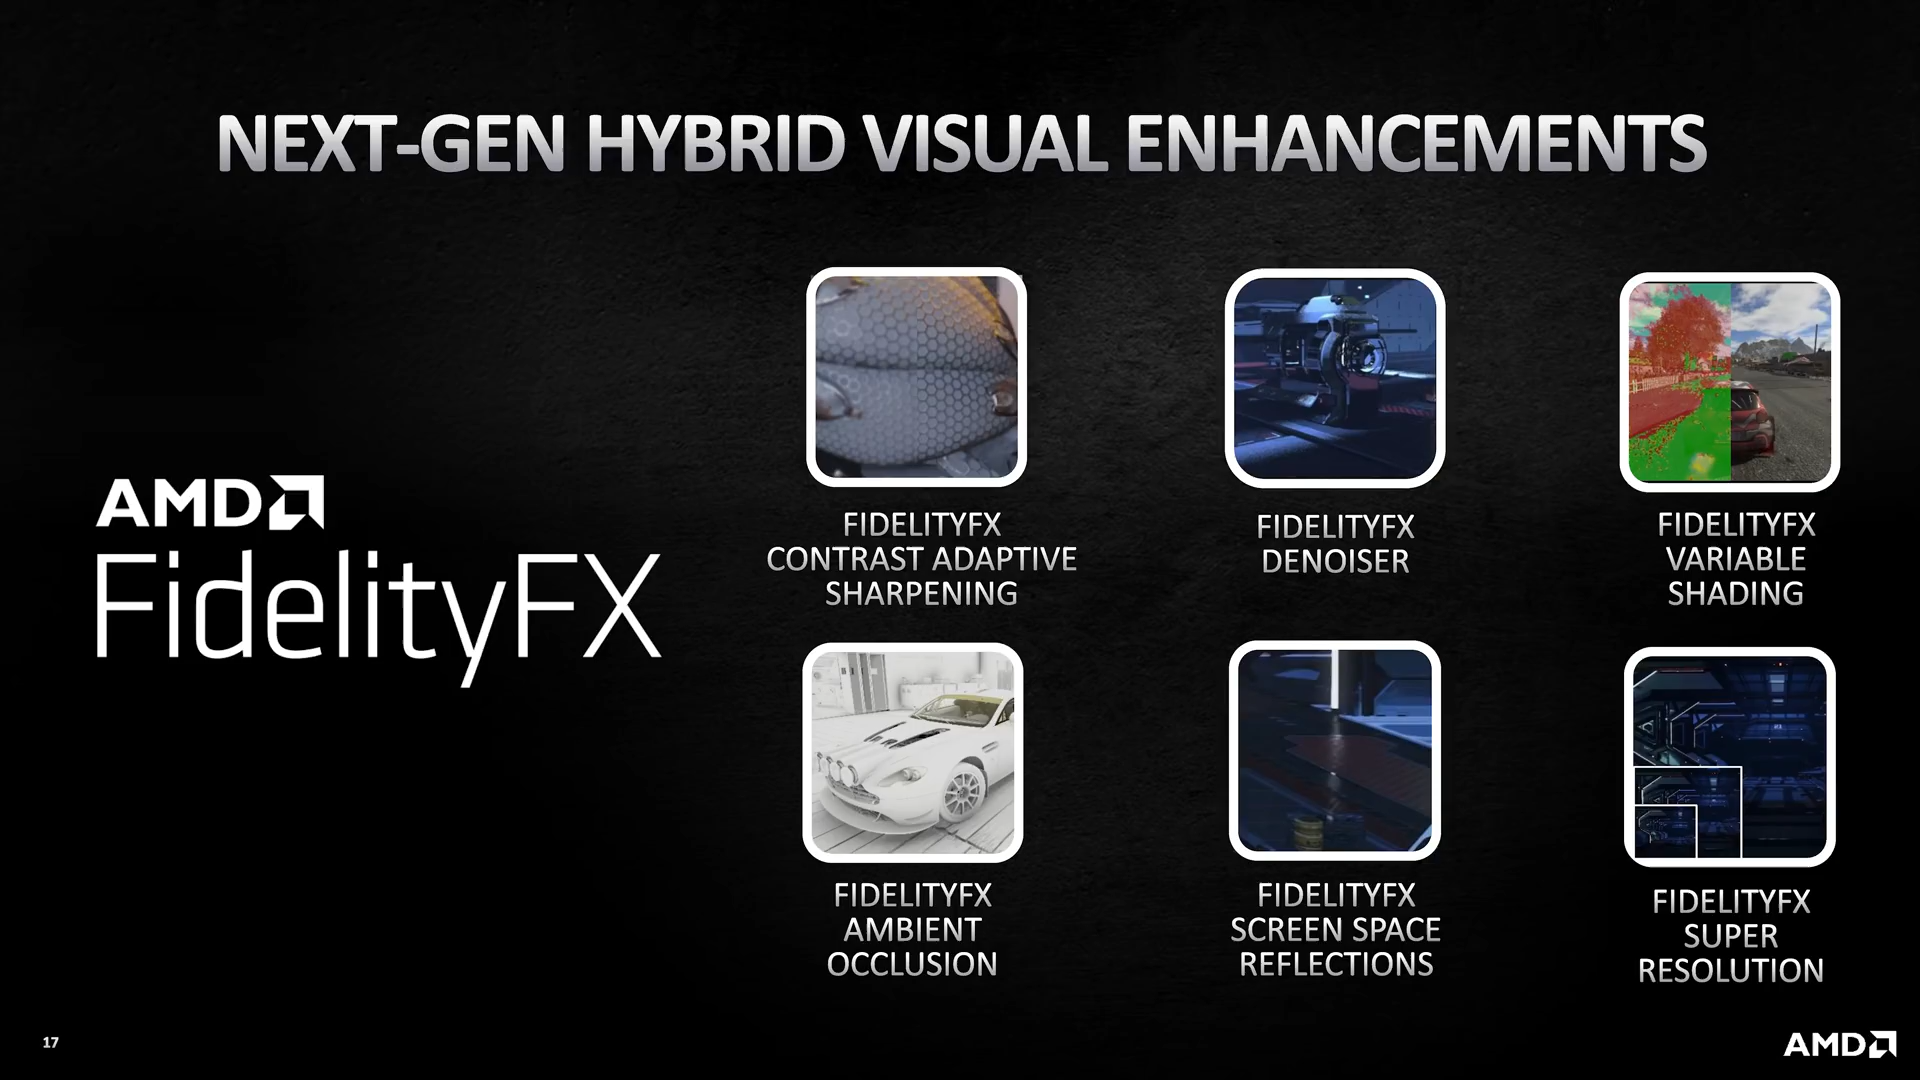 NEXT-GEN HYBRID VISUAL ENHANCEMENTS
AMD
FidelityFX
FIDELITYFX
CONTRAST ADAPTIVE
SHARPENING
FIDELITYFX
DENOISER
FIDELITYFX
VARIABLE
SHADING
FIDELITYFX
AMBIENT
OCCLUSION
FIDELITYFX
SCREEN SPACE
REFLECTIONS
FIDELITYFX
SUPER
RESOLUTION
17
AMD